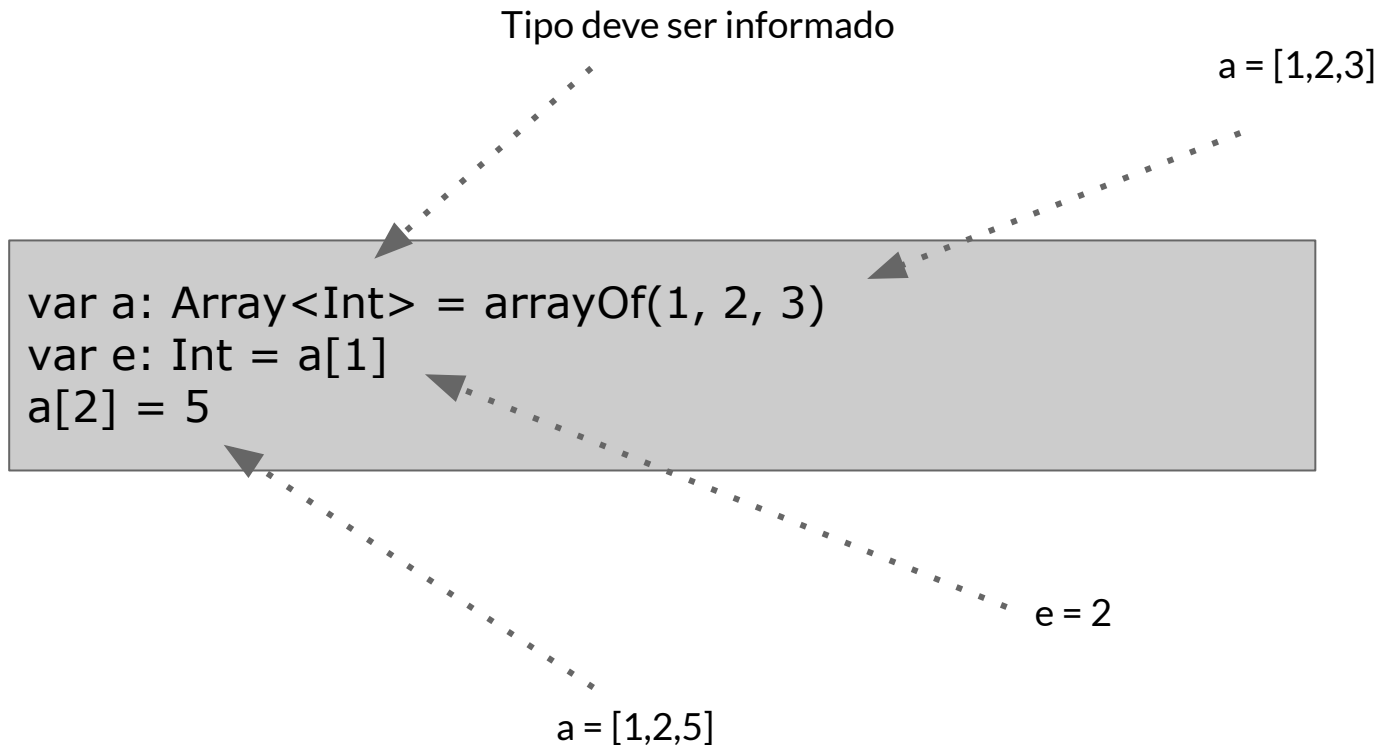 Tipo deve ser informado
a = [1,2,3]
var a: Array<Int> = arrayOf(1, 2, 3)
var e: Int = a[1]
a[2] = 5
e = 2
a = [1,2,5]